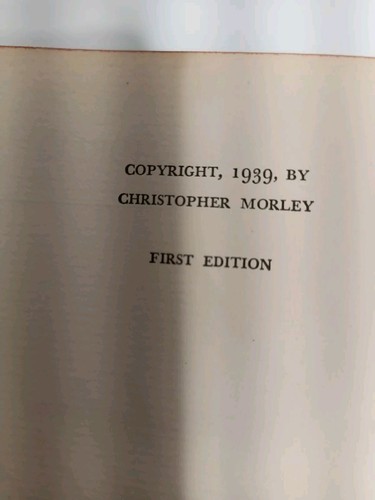 COPYRIGHT, 1939, BY
CHRISTOPHER MORLEY
FIRST EDITION